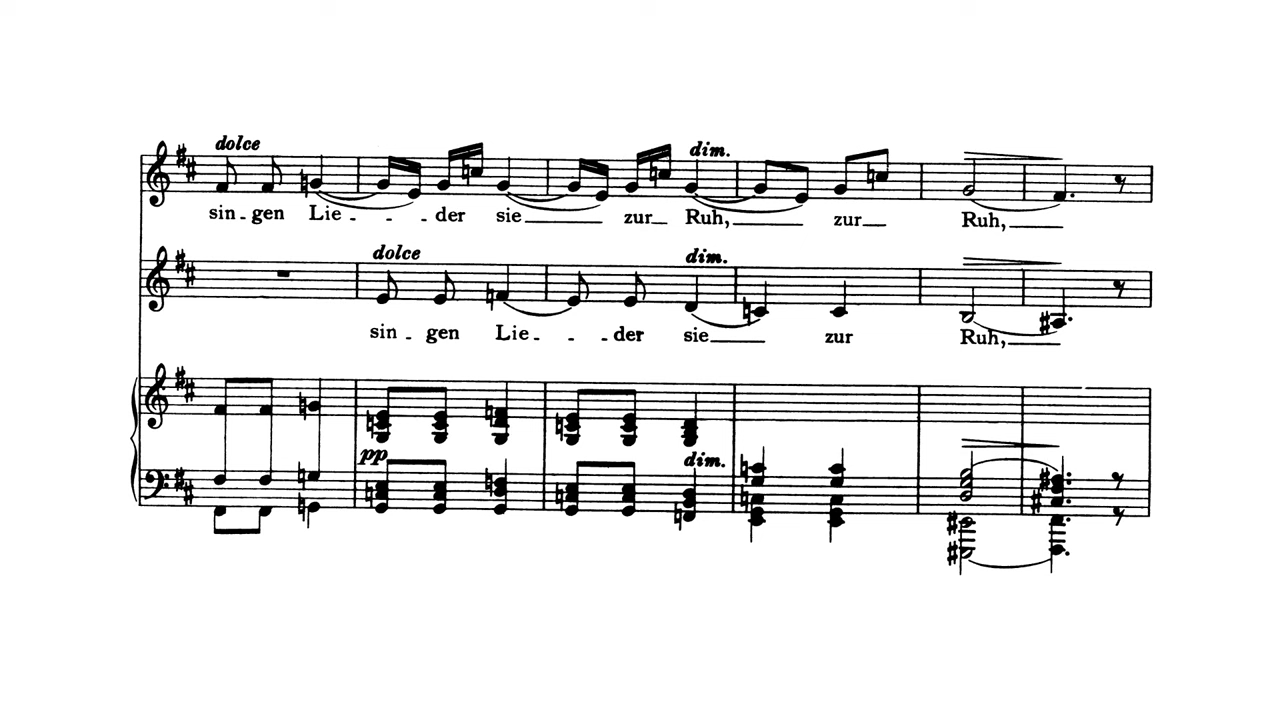 dolce
dim.
sin - gen Lie - - - der sie zur Ruh, zur Ruh,
dolce
dim.
sin - gen Lie - - - der sie zur Ruh,
pp
dim.